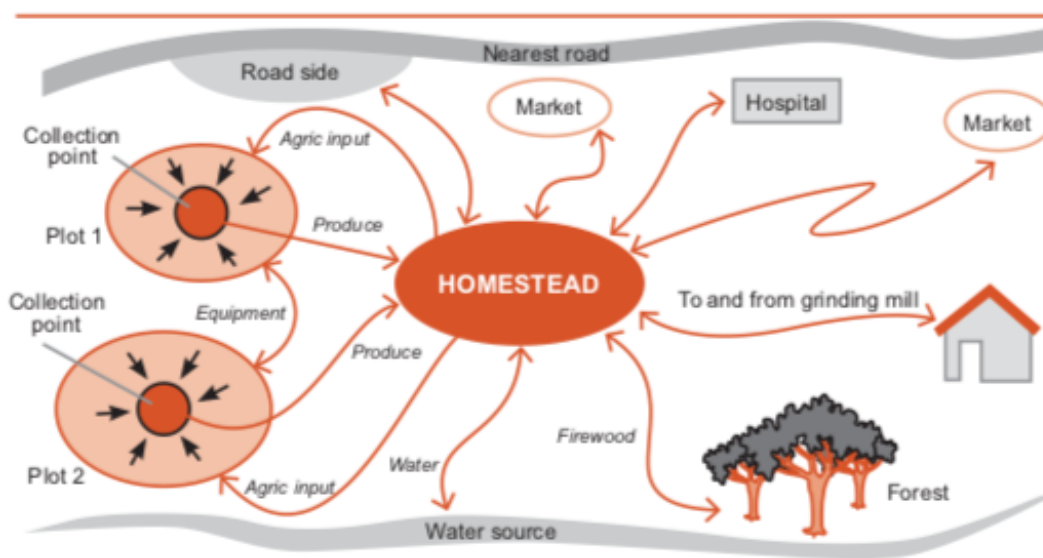 Nearest road
Road side
Market
Hospital
Market
Collection
point
Agric input
Plot 1
Produce
HOMESTEAD
Collection
point
Equipment
To and from grinding mill
Produce
Plot 2
Agric input
Water
Firewood
Forest
Water source